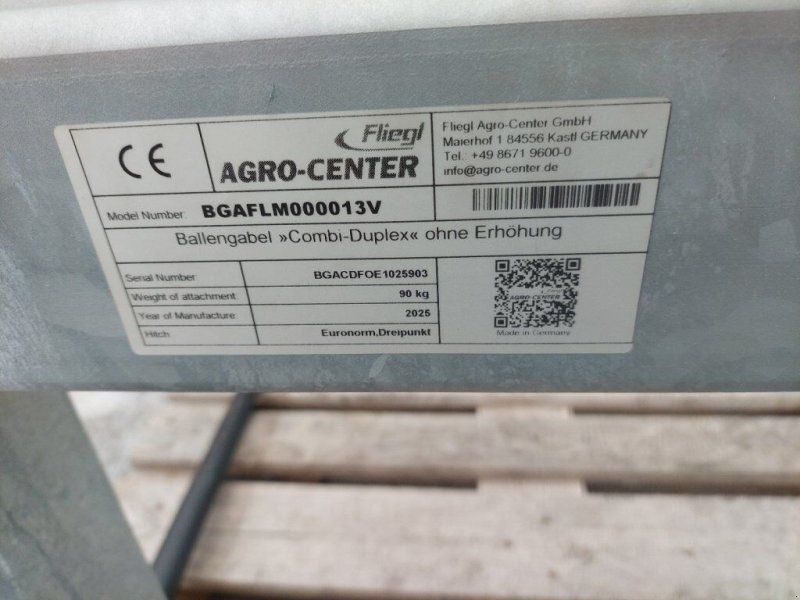 CE
Fliegl
AGRO-CENTER
Fliegl Agro-Center GmbH
Maierhof 1 84556 Kastl GERMANY
Tel.: +49 8671 9600-0
info@agro-center.de
Model Number: BGAFLM000013V
Ballengabel »Combi-Duplex« ohne Erhöhung
Serial Number BGACDFOE1025903
Weight of attachment 90 kg
Year of Manufacture 2025
Hitch Euronorm,Dreipunkt
Fliegl
AGRO-CENTER
Made in Germany